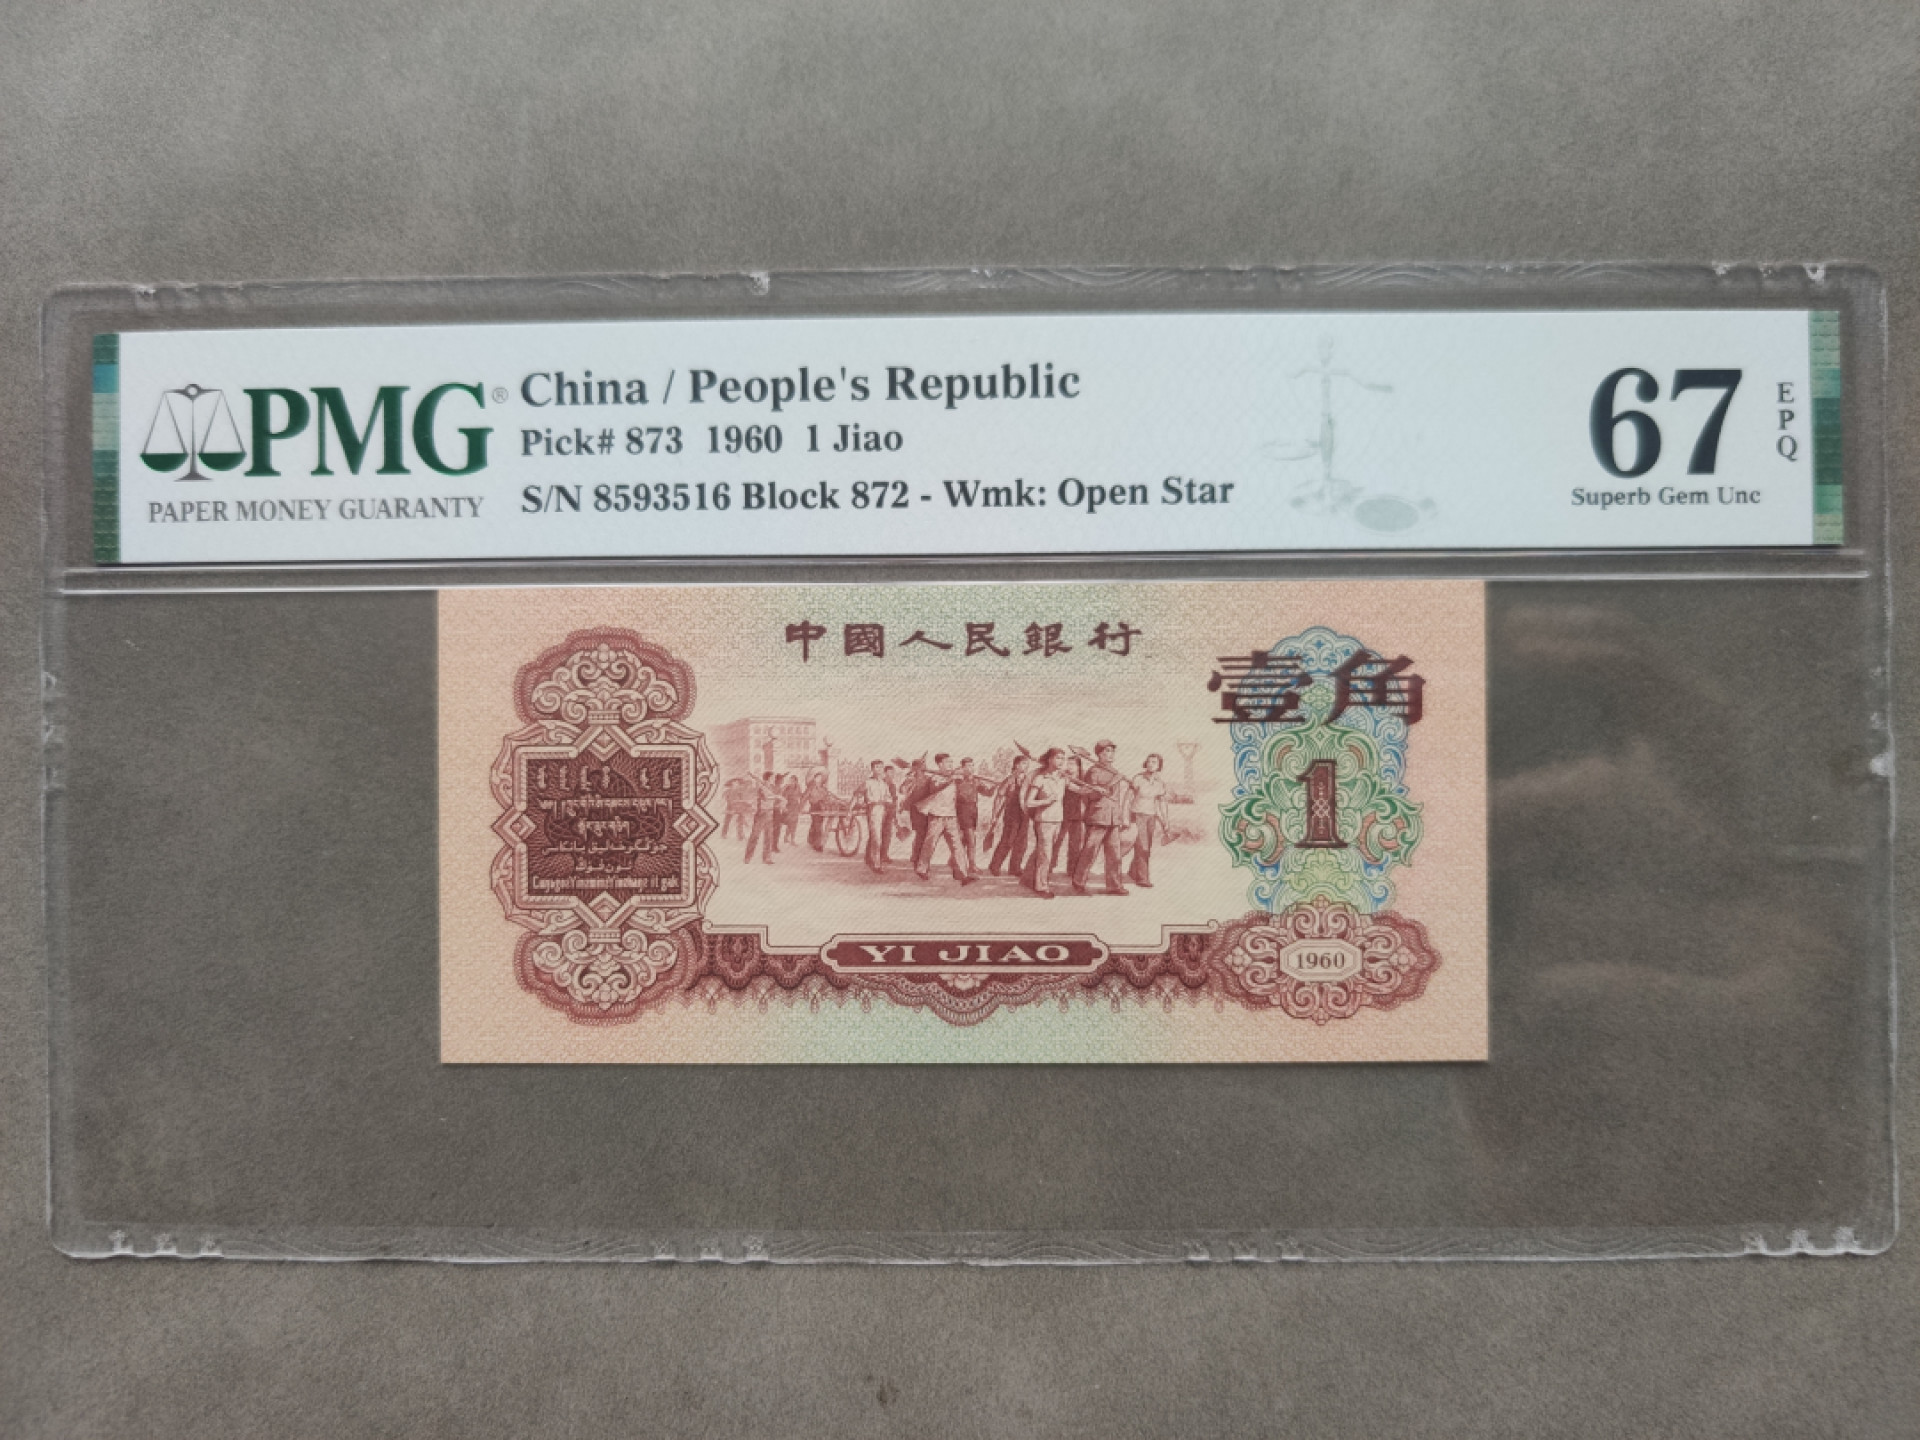 PMG®
PAPER MONEY GUARANTY
China / People's Republic
Pick# 873 1960 1 Jiao
S/N 8593516 Block 872 - Wmk: Open Star
67
EPQ
Superb Gem Unc
中國人民銀行
壹角
1
YI JIAO
1960